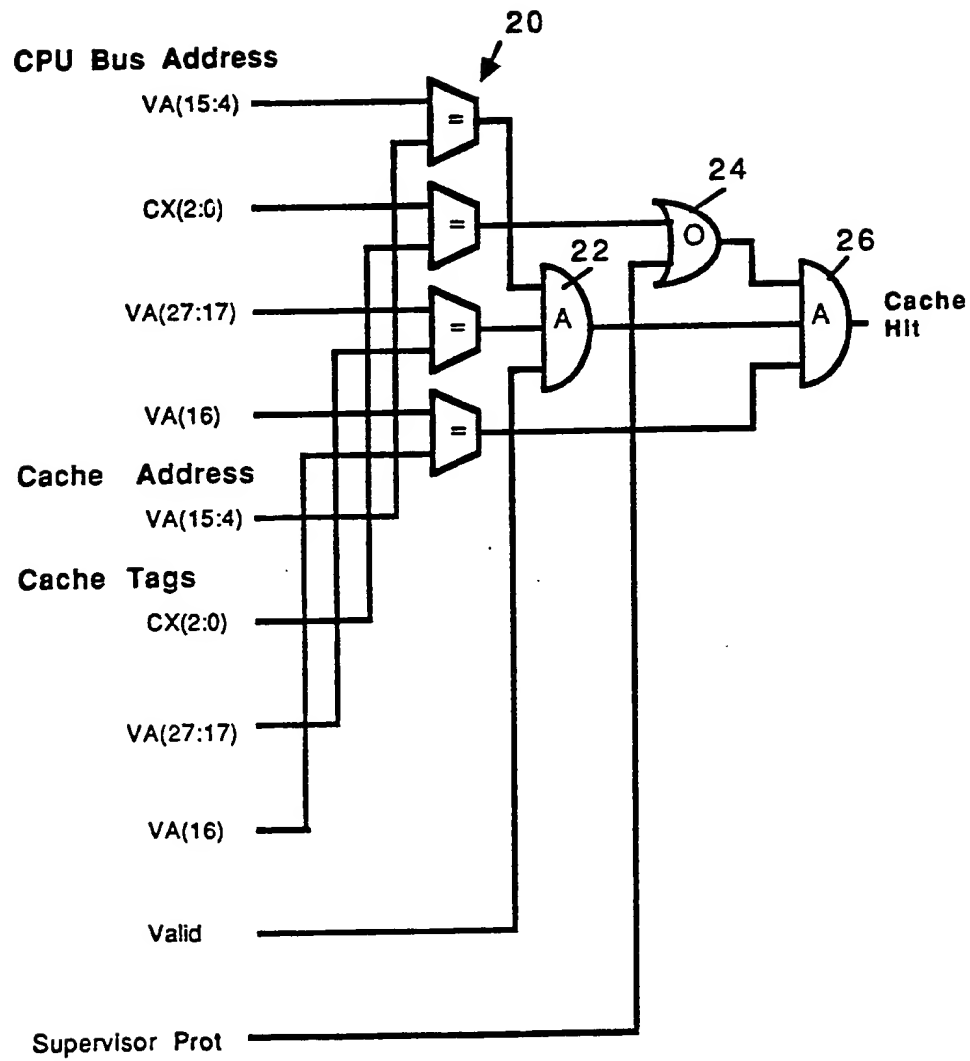 20
CPU Bus Address
VA(15:4)
=
CX(2:0)
=
24
O
VA(27:17)
=
22
A
26
A
Cache
Hit
VA(16)
=
Cache Address
VA(15:4)
Cache Tags
CX(2:0)
VA(27:17)
VA(16)
Valid
Supervisor Prot